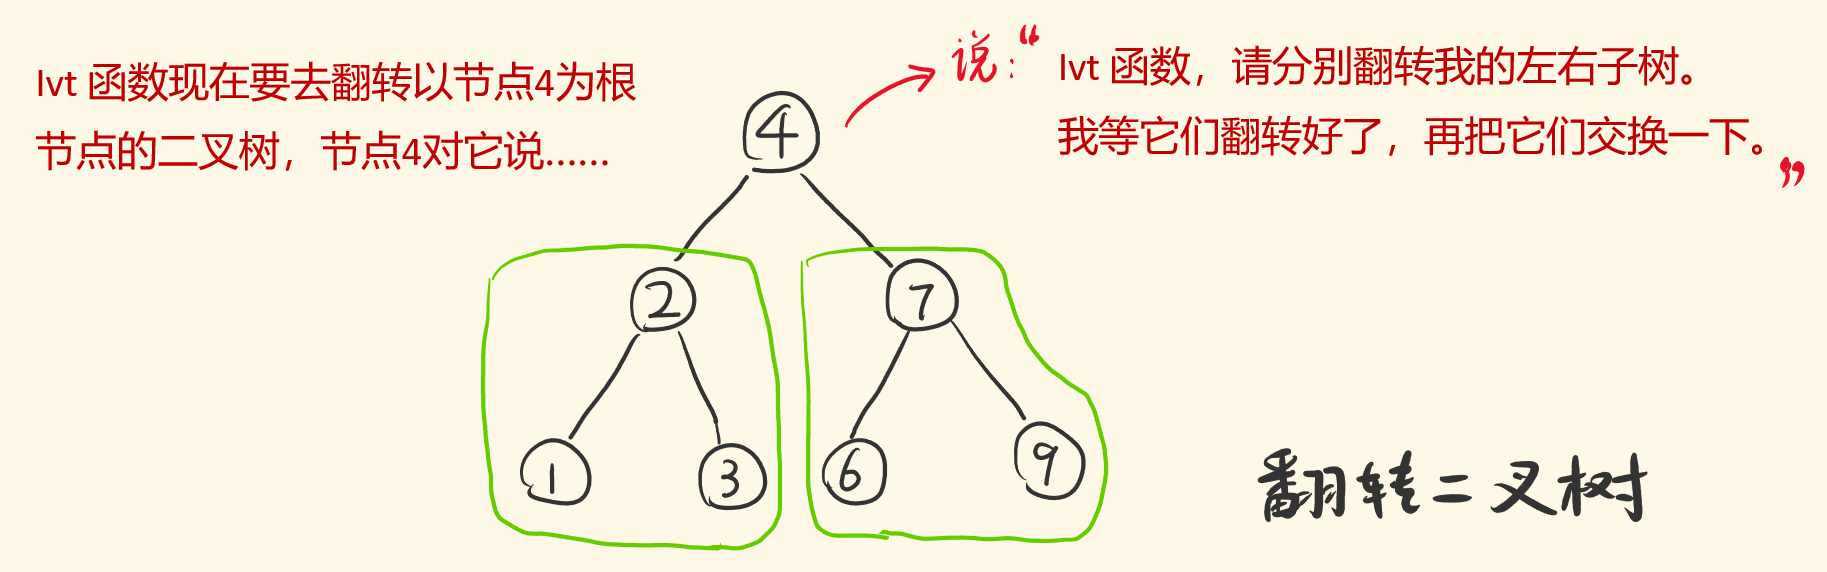 Ivt 函数现在要去翻转以节点4为根
节点的二叉树，节点4对它说……
说：“
Ivt 函数，请分别翻转我的左右子树。
我等它们翻转好了，再把它们交换一下。”
4
2
7
1
3
6
9
翻转二叉树